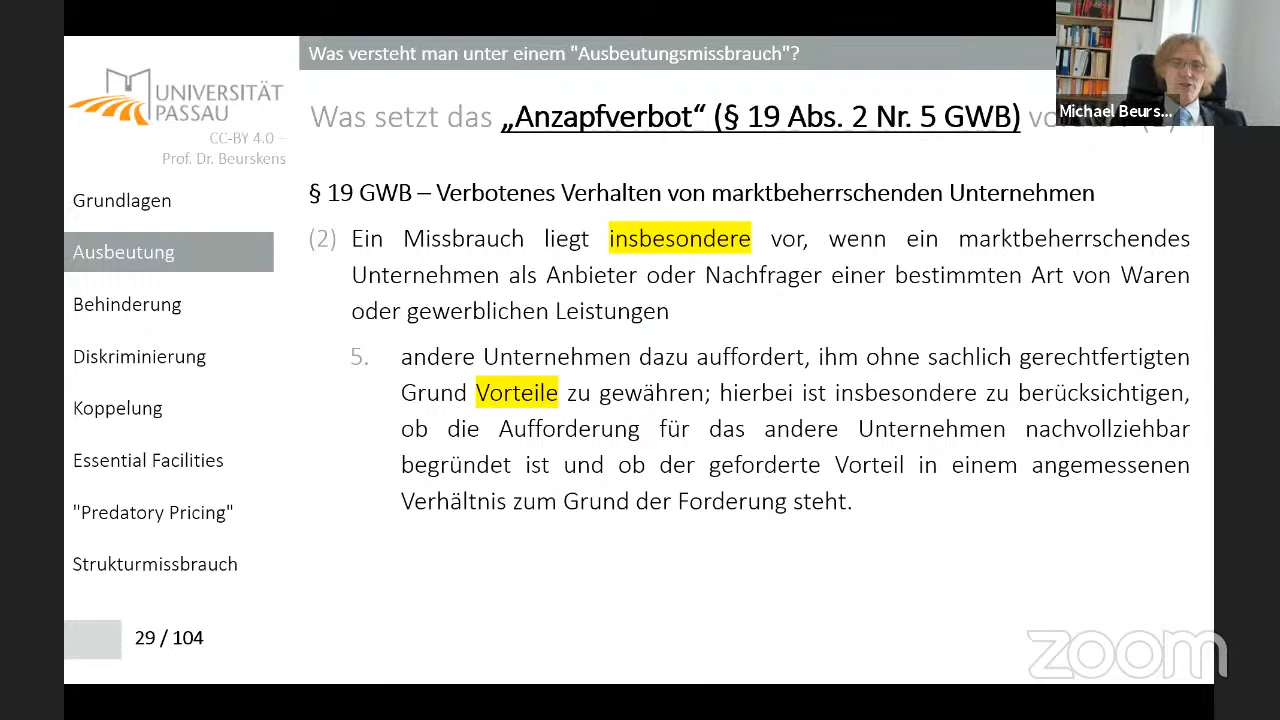 Was versteht man unter einem "Ausbeutungsmissbrauch"?
Michael Beurs...
UNIVERSITÄT
PASSAU
CC-BY 4.0 –
Prof. Dr. Beurskens
Was setzt das „Anzapfverbot“ (§ 19 Abs. 2 Nr. 5 GWB)
Grundlagen
Ausbeutung
Behinderung
Diskriminierung
Koppelung
Essential Facilities
"Predatory Pricing"
Strukturmissbrauch
29 / 104
§ 19 GWB – Verbotenes Verhalten von marktbeherrschenden Unternehmen
(2) Ein Missbrauch liegt insbesondere vor, wenn ein marktbeherrschendes
Unternehmen als Anbieter oder Nachfrager einer bestimmten Art von Waren
oder gewerblichen Leistungen
5. andere Unternehmen dazu auffordert, ihm ohne sachlich gerechtfertigten
Grund Vorteile zu gewähren; hierbei ist insbesondere zu berücksichtigen,
ob die Aufforderung für das andere Unternehmen nachvollziehbar
begründet ist und ob der geforderte Vorteil in einem angemessenen
Verhältnis zum Grund der Forderung steht.
zoom